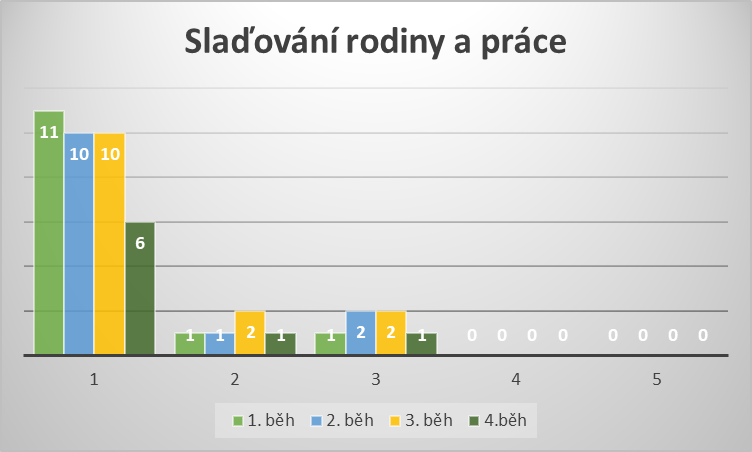 Slaďování rodiny a práce
11 10 10 6
1 1 2 1
1 2 2 1
0 0 0 0
0 0 0 0
1 2 3 4 5
1. běh 2. běh 3. běh 4.běh